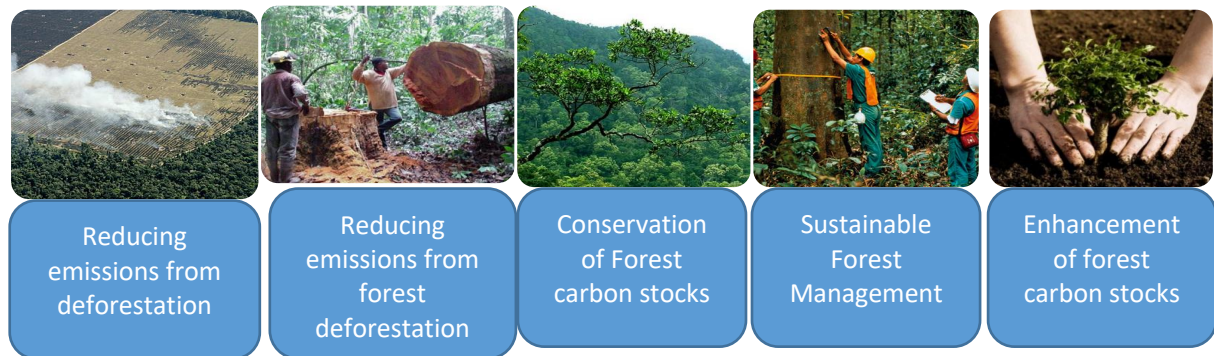 Reducing
emissions from
deforestation
Reducing
emissions from
forest
deforestation
Conservation
of Forest
carbon stocks
Sustainable
Forest
Management
Enhancement
of forest
carbon stocks